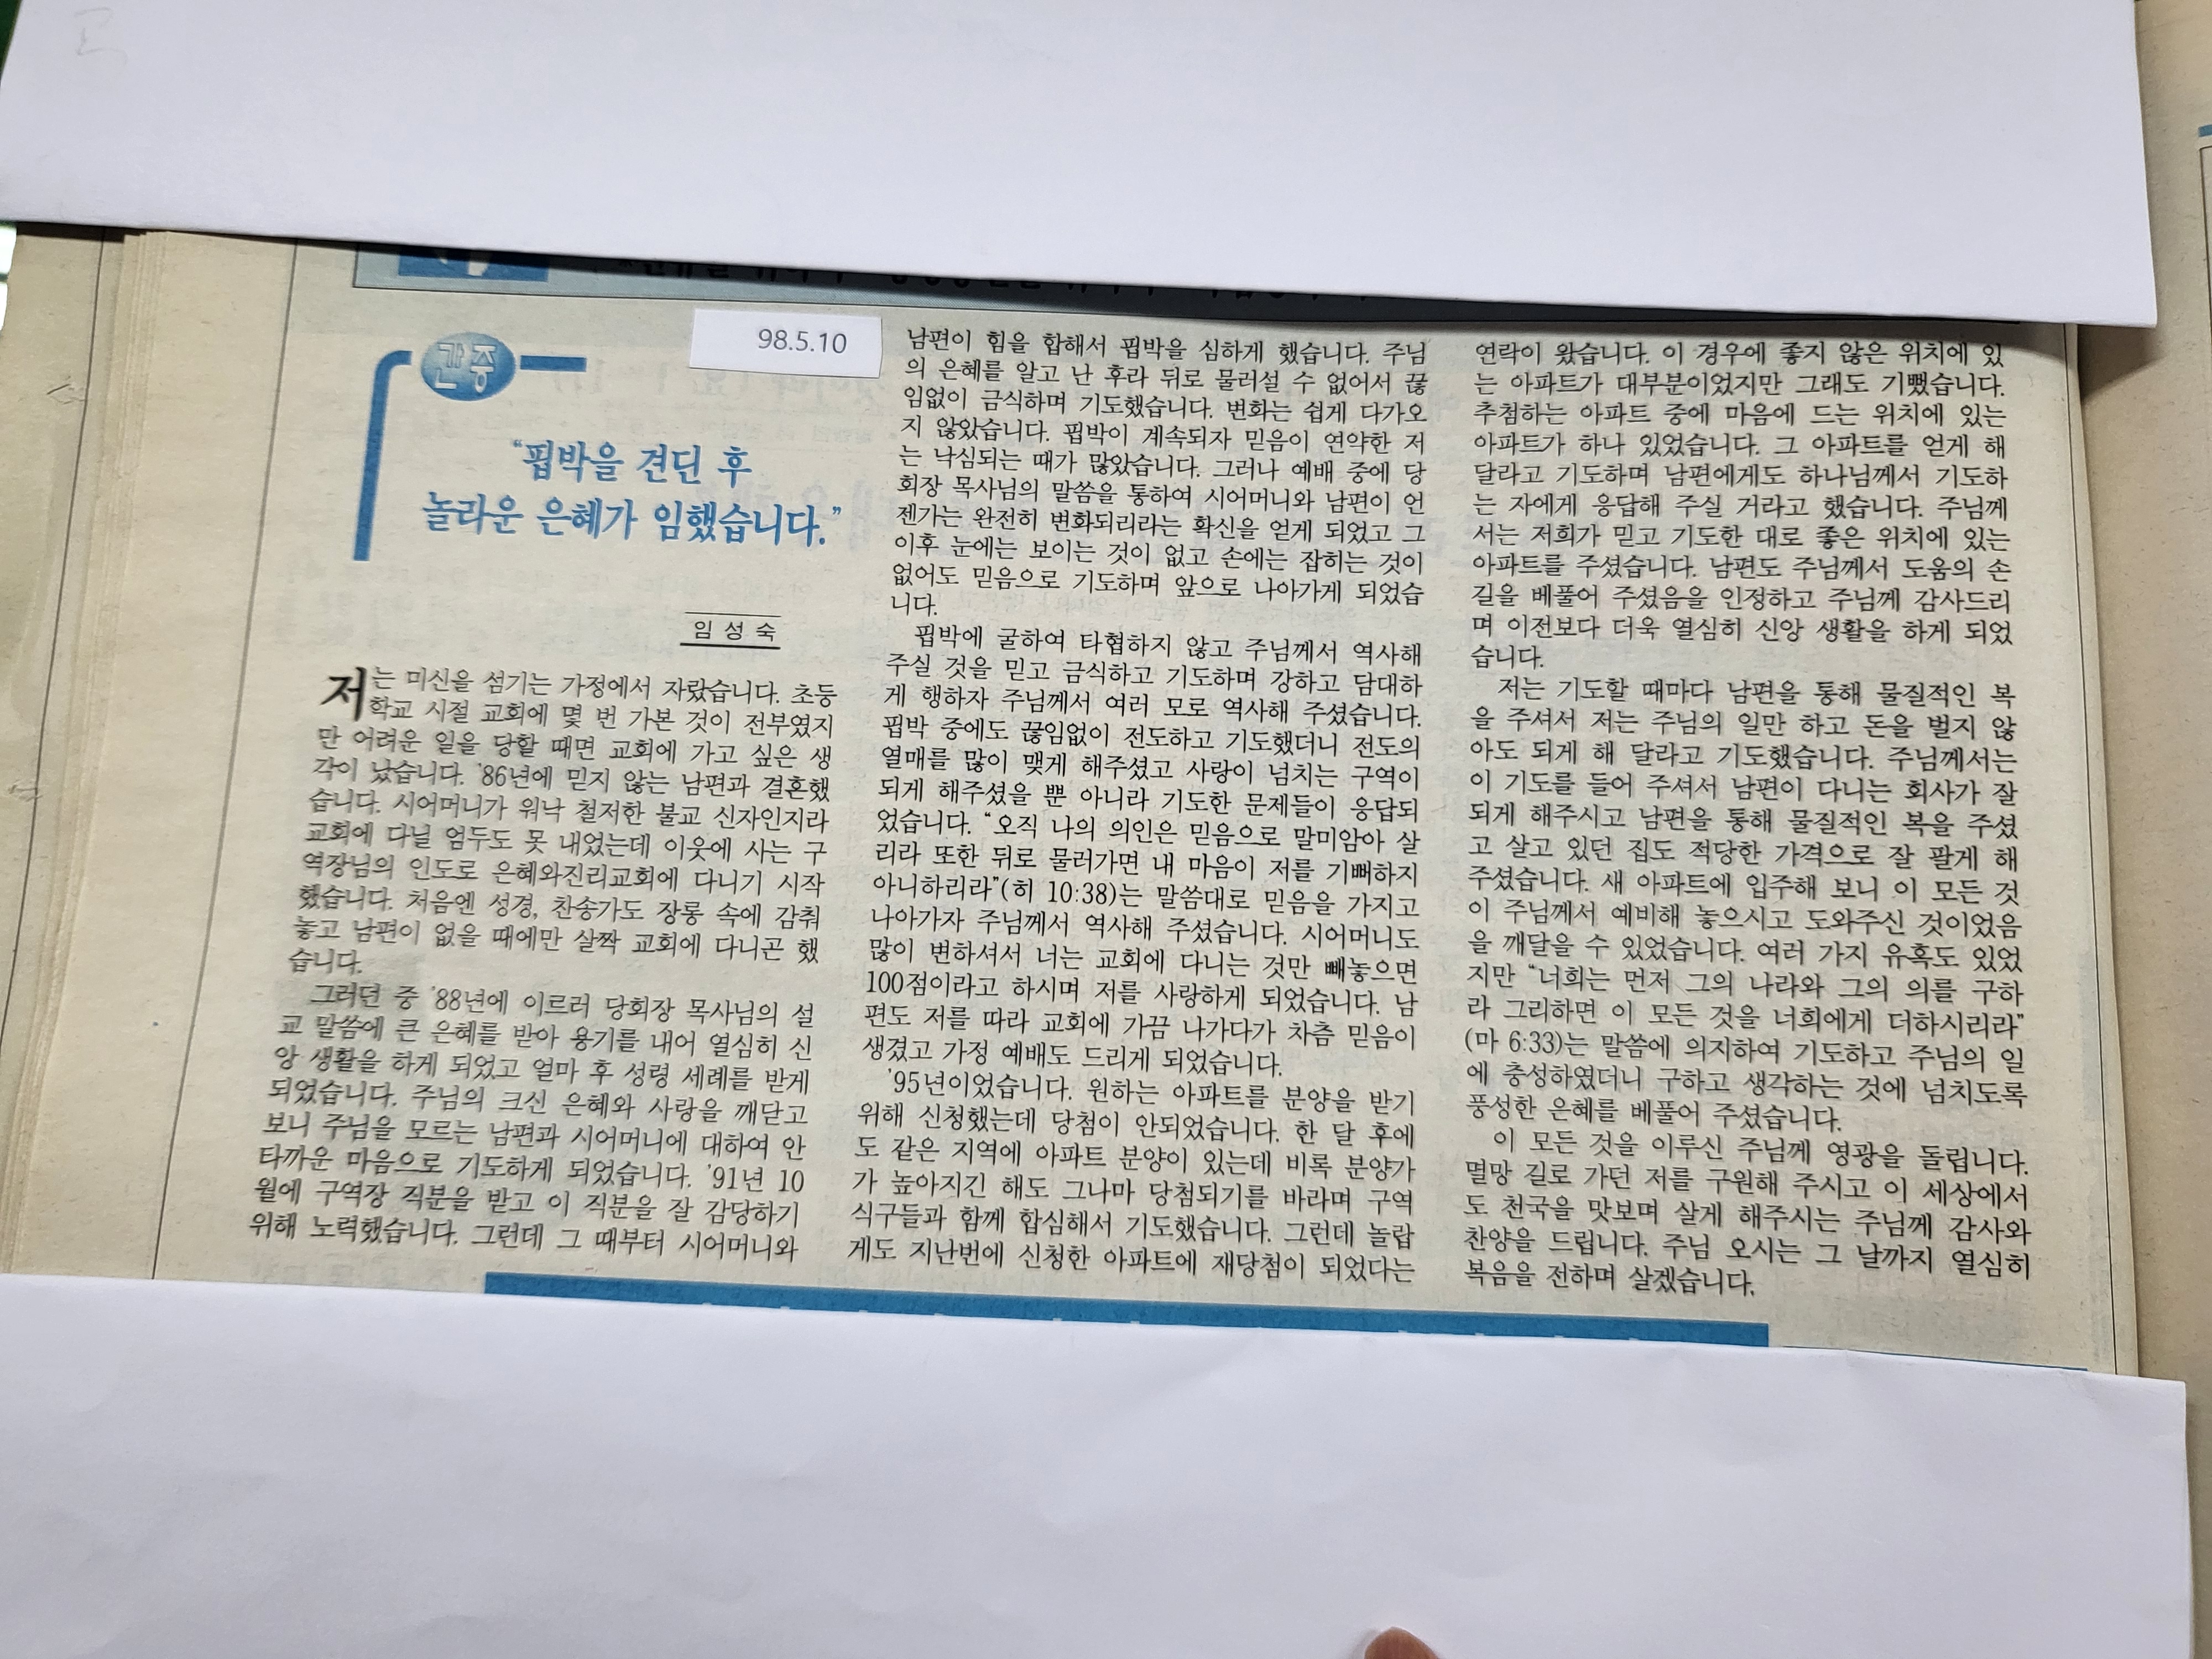 98.5.10
간증
“핍박을 견딘 후
놀라운 은혜가 임했습니다.”
임 성 숙
저는 미신을 섬기는 가정에서 자랐습니다. 초등
학교 시절 교회에 몇 번 가본 것이 전부였지
만 어려운 일을 당할 때면 교회에 가고 싶은 생
각이 났습니다. '86년에 믿지 않는 남편과 결혼했
습니다. 시어머니가 워낙 철저한 불교 신자인지라
교회에 다닐 엄두도 못 내었는데 이웃에 사는 구
역장님의 인도로 은혜와진리교회에 다니기 시작
했습니다. 처음엔 성경, 찬송가도 장롱 속에 감춰
놓고 남편이 없을 때에만 살짝 교회에 다니곤 했
습니다.
그러던 중 '88년에 이르러 당회장 목사님의 설
교 말씀에 큰 은혜를 받아 용기를 내어 열심히 신
앙 생활을 하게 되었고 얼마 후 성령 세례를 받게
되었습니다. 주님의 크신 은혜와 사랑을 깨닫고
보니 주님을 모르는 남편과 시어머니에 대하여 안
타까운 마음으로 기도하게 되었습니다. '91년 10
월에 구역장 직분을 받고 이 직분을 잘 감당하기
위해 노력했습니다. 그런데 그 때부터 시어머니와
남편이 힘을 합해서 핍박을 심하게 했습니다. 주님
의 은혜를 알고 난 후라 뒤로 물러설 수 없어서 끊
임없이 금식하며 기도했습니다. 변화는 쉽게 다가오
지 않았습니다. 핍박이 계속되자 믿음이 연약한 저
는 낙심되는 때가 많았습니다. 그러나 예배 중에 당
회장 목사님의 말씀을 통하여 시어머니와 남편이 언
젠가는 완전히 변화되리라는 확신을 얻게 되었고 그
이후 눈에는 보이는 것이 없고 손에는 잡히는 것이
없어도 믿음으로 기도하며 앞으로 나아가게 되었습
니다.
핍박에 굴하여 타협하지 않고 주님께서 역사해
주실 것을 믿고 금식하고 기도하며 강하고 담대하
게 행하자 주님께서 여러 모로 역사해 주셨습니다.
핍박 중에도 끊임없이 전도하고 기도했더니 전도의
열매를 많이 맺게 해주셨고 사랑이 넘치는 구역이
되게 해주셨을 뿐 아니라 기도한 문제들이 응답되
었습니다. “오직 나의 의인은 믿음으로 말미암아 살
리라 또한 뒤로 물러가면 내 마음이 저를 기뻐하지
아니하리라”(히 10:38)는 말씀대로 믿음을 가지고
나아가자 주님께서 역사해 주셨습니다. 시어머니도
많이 변하셔서 너는 교회에 다니는 것만 빼놓으면
100점이라고 하시며 저를 사랑하게 되었습니다. 남
편도 저를 따라 교회에 가끔 나가다가 차츰 믿음이
생겼고 가정 예배도 드리게 되었습니다.
'95년이었습니다. 원하는 아파트를 분양을 받기
위해 신청했는데 당첨이 안되었습니다. 한 달 후에
도 같은 지역에 아파트 분양이 있는데 비록 분양가
가 높아지긴 해도 그나마 당첨되기를 바라며 구역
식구들과 함께 합심해서 기도했습니다. 그런데 놀랍
게도 지난번에 신청한 아파트에 재당첨이 되었다는
연락이 왔습니다. 이 경우에 좋지 않은 위치에 있
는 아파트가 대부분이었지만 그래도 기뻤습니다.
추첨하는 아파트 중에 마음에 드는 위치에 있는
아파트가 하나 있었습니다. 그 아파트를 얻게 해
달라고 기도하며 남편에게도 하나님께서 기도하
는 자에게 응답해 주실 거라고 했습니다. 주님께
서는 저희가 믿고 기도한 대로 좋은 위치에 있는
아파트를 주셨습니다. 남편도 주님께서 도움의 손
길을 베풀어 주셨음을 인정하고 주님께 감사드리
며 이전보다 더욱 열심히 신앙 생활을 하게 되었
습니다.
저는 기도할 때마다 남편을 통해 물질적인 복
을 주셔서 저는 주님의 일만 하고 돈을 벌지 않
아도 되게 해 달라고 기도했습니다. 주님께서는
이 기도를 들어 주셔서 남편이 다니는 회사가 잘
되게 해주시고 남편을 통해 물질적인 복을 주셨
고 살고 있던 집도 적당한 가격으로 잘 팔게 해
주셨습니다. 새 아파트에 입주해 보니 이 모든 것
이 주님께서 예비해 놓으시고 도와주신 것이었음
을 깨달을 수 있었습니다. 여러 가지 유혹도 있었
지만 “너희는 먼저 그의 나라와 그의 의를 구하
라 그리하면 이 모든 것을 너희에게 더하시리라”
(마 6:33)는 말씀에 의지하여 기도하고 주님의 일
에 충성하였더니 구하고 생각하는 것에 넘치도록
풍성한 은혜를 베풀어 주셨습니다.
이 모든 것을 이루신 주님께 영광을 돌립니다.
멸망 길로 가던 저를 구원해 주시고 이 세상에서
도 천국을 맛보며 살게 해주시는 주님께 감사와
찬양을 드립니다. 주님 오시는 그 날까지 열심히
복음을 전하며 살겠습니다.